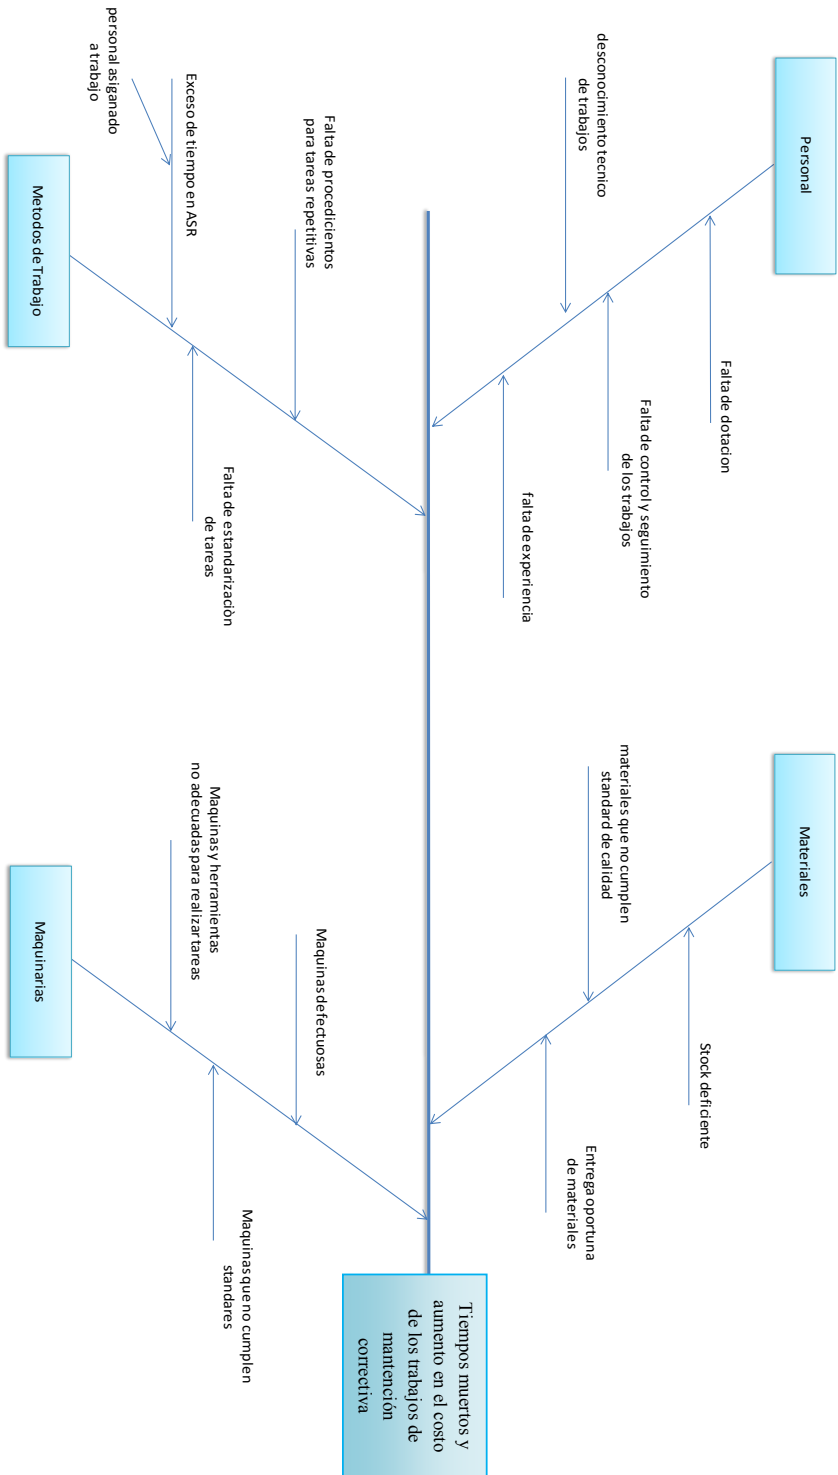 Personal
Materiales
Falta de dotacion
Falta de control y seguimiento
de los trabajos
desconocimiento tecnico
de trabajos
falta de experiencia
Stock deficiente
materiales que no cumplen
standard de calidad
Entrega oportuna
de materiales
Tiempos muertos y
aumento en el costo
de los trabajos de
mantención
correctiva
Falta de procedicientos
para tareas repetitivas
Exceso de tiempo en ASR
personal asiganado
a trabajo
Falta de estandarizaciòn
de tareas
Maquinas defectuosas
Maquinas y herramientas
no adecuadas para realizar tareas
Maquinas que no cumplen
standares
Metodos de Trabajo
Maquinarias